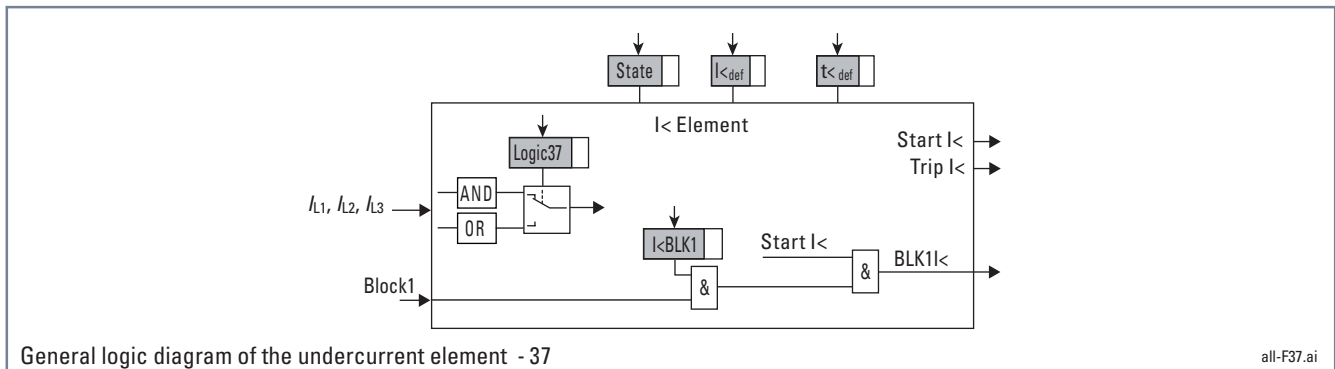 State
I<def
t< def
I< Element
Logic37
Start I<
Trip I<
AND
IL1, IL2, IL3
OR
I<BLK1
Start I<
BLK1I<
&
&
Block1
General logic diagram of the undercurrent element - 37
all-F37.ai